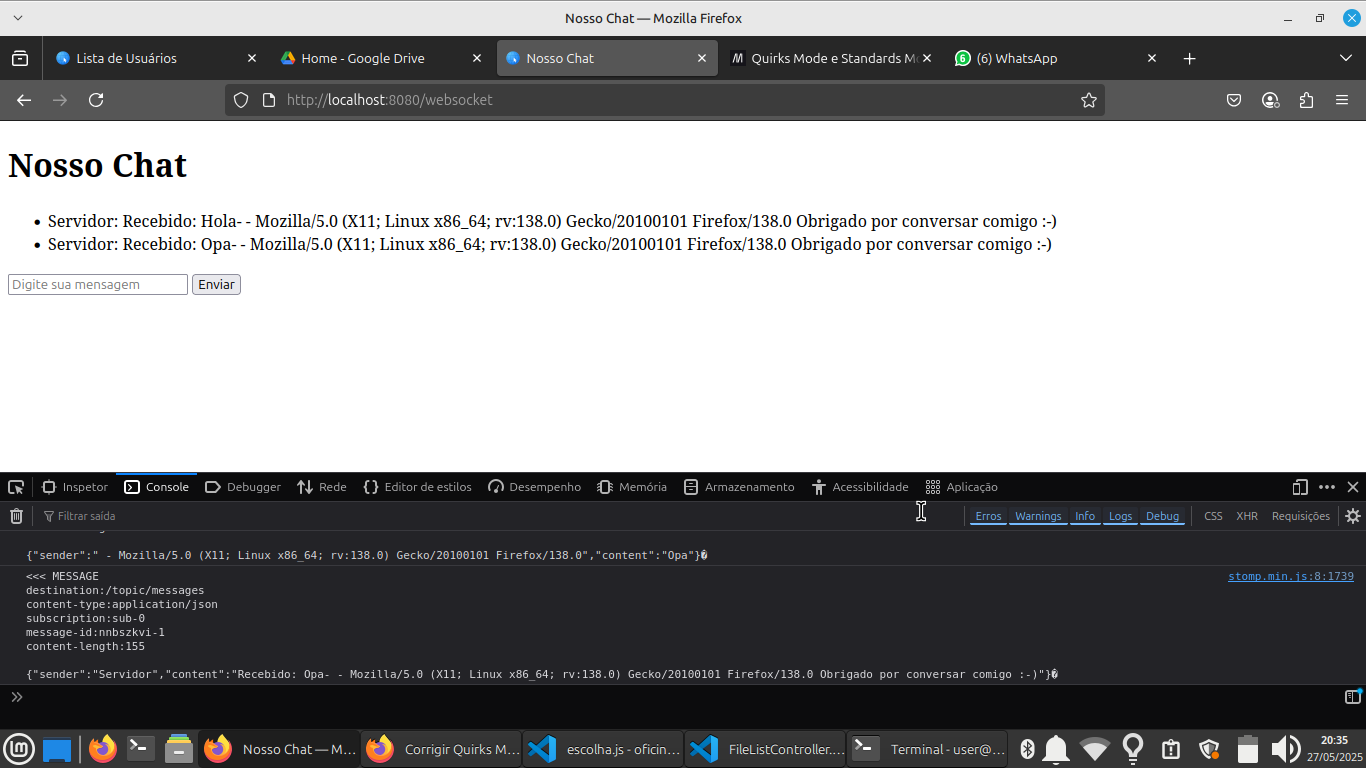 Nosso Chat — Mozilla Firefox
Lista de Usuários
Home - Google Drive
Nosso Chat
Quirks Mode e Standards Mo
(6) WhatsApp
http://localhost:8080/websocket
Nosso Chat
• Servidor: Recebido: Hola- - Mozilla/5.0 (X11; Linux x86_64; rv:138.0) Gecko/20100101 Firefox/138.0 Obrigado por conversar comigo :-)
• Servidor: Recebido: Opa- - Mozilla/5.0 (X11; Linux x86_64; rv:138.0) Gecko/20100101 Firefox/138.0 Obrigado por conversar comigo :-)
Digite sua mensagem Enviar
Inspetor Console Debugger Rede Editor de estilos Desempenho Memória Armazenamento Acessibilidade Aplicação
Filtrar saída Erros Warnings Info Logs Debug CSS XHR Requisições
{"sender":" - Mozilla/5.0 (X11; Linux x86_64; rv:138.0) Gecko/20100101 Firefox/138.0","content":"Opa"}�
<<< MESSAGE stomp.min.js:8:1739
destination:/topic/messages
content-type:application/json
subscription:sub-0
message-id:nnbszkvi-1
content-length:155
{"sender":"Servidor","content":"Recebido: Opa- - Mozilla/5.0 (X11; Linux x86_64; rv:138.0) Gecko/20100101 Firefox/138.0 Obrigado por conversar comigo :-)"}�
Nosso Chat — M...
Corrigir Quirks M...
escolha.js - oficin...
FileListController....
Terminal - user@...
20:35
27/05/2025